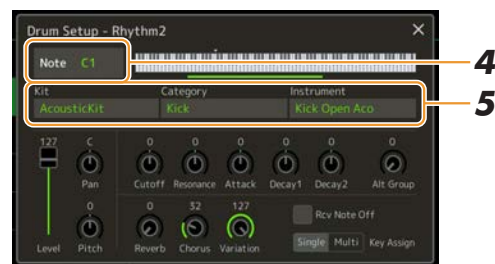 Drum Setup - Rhythm2 ×
Note C1
4
Kit Category Instrument
AcousticKit Kick Kick Open Aco
5
127 C 0 0 0 0 0 0
Pan Cutoff Resonance Attack Decay1 Decay2 Alt Group
0 0 32 127
Rcv Note Off
Single Multi Key Assign
Level Pitch Reverb Chorus Variation